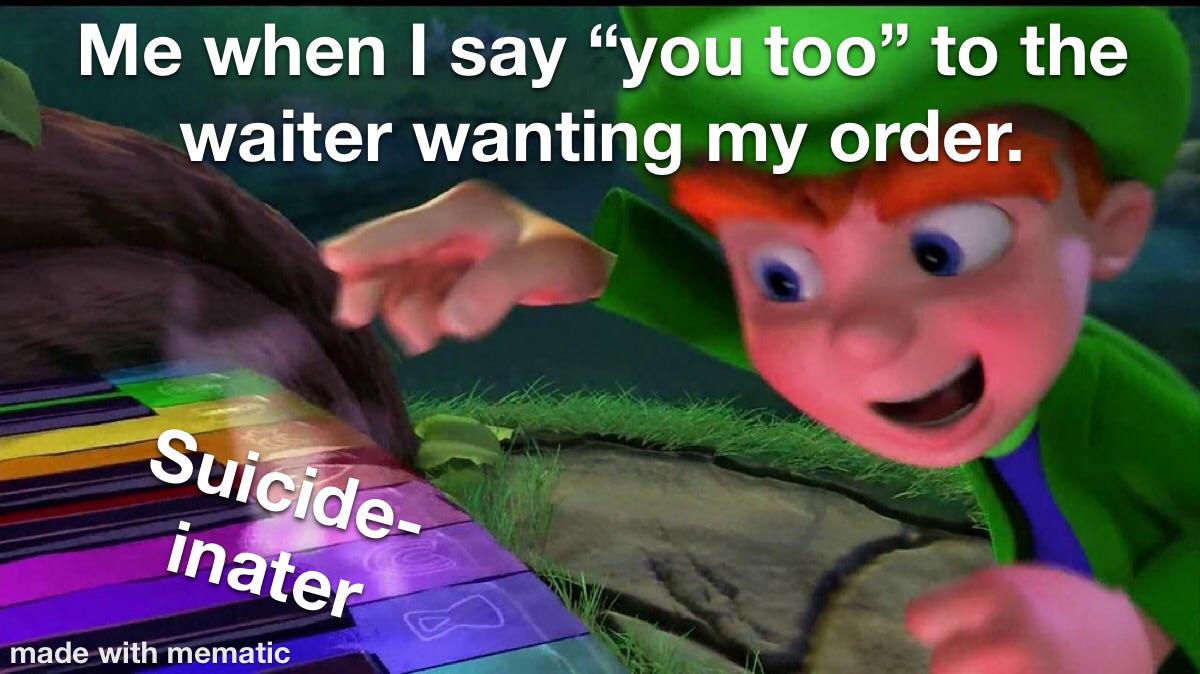 Me when I say “you too” to the
waiter wanting my order.
Suicide-
inater
made with mematic